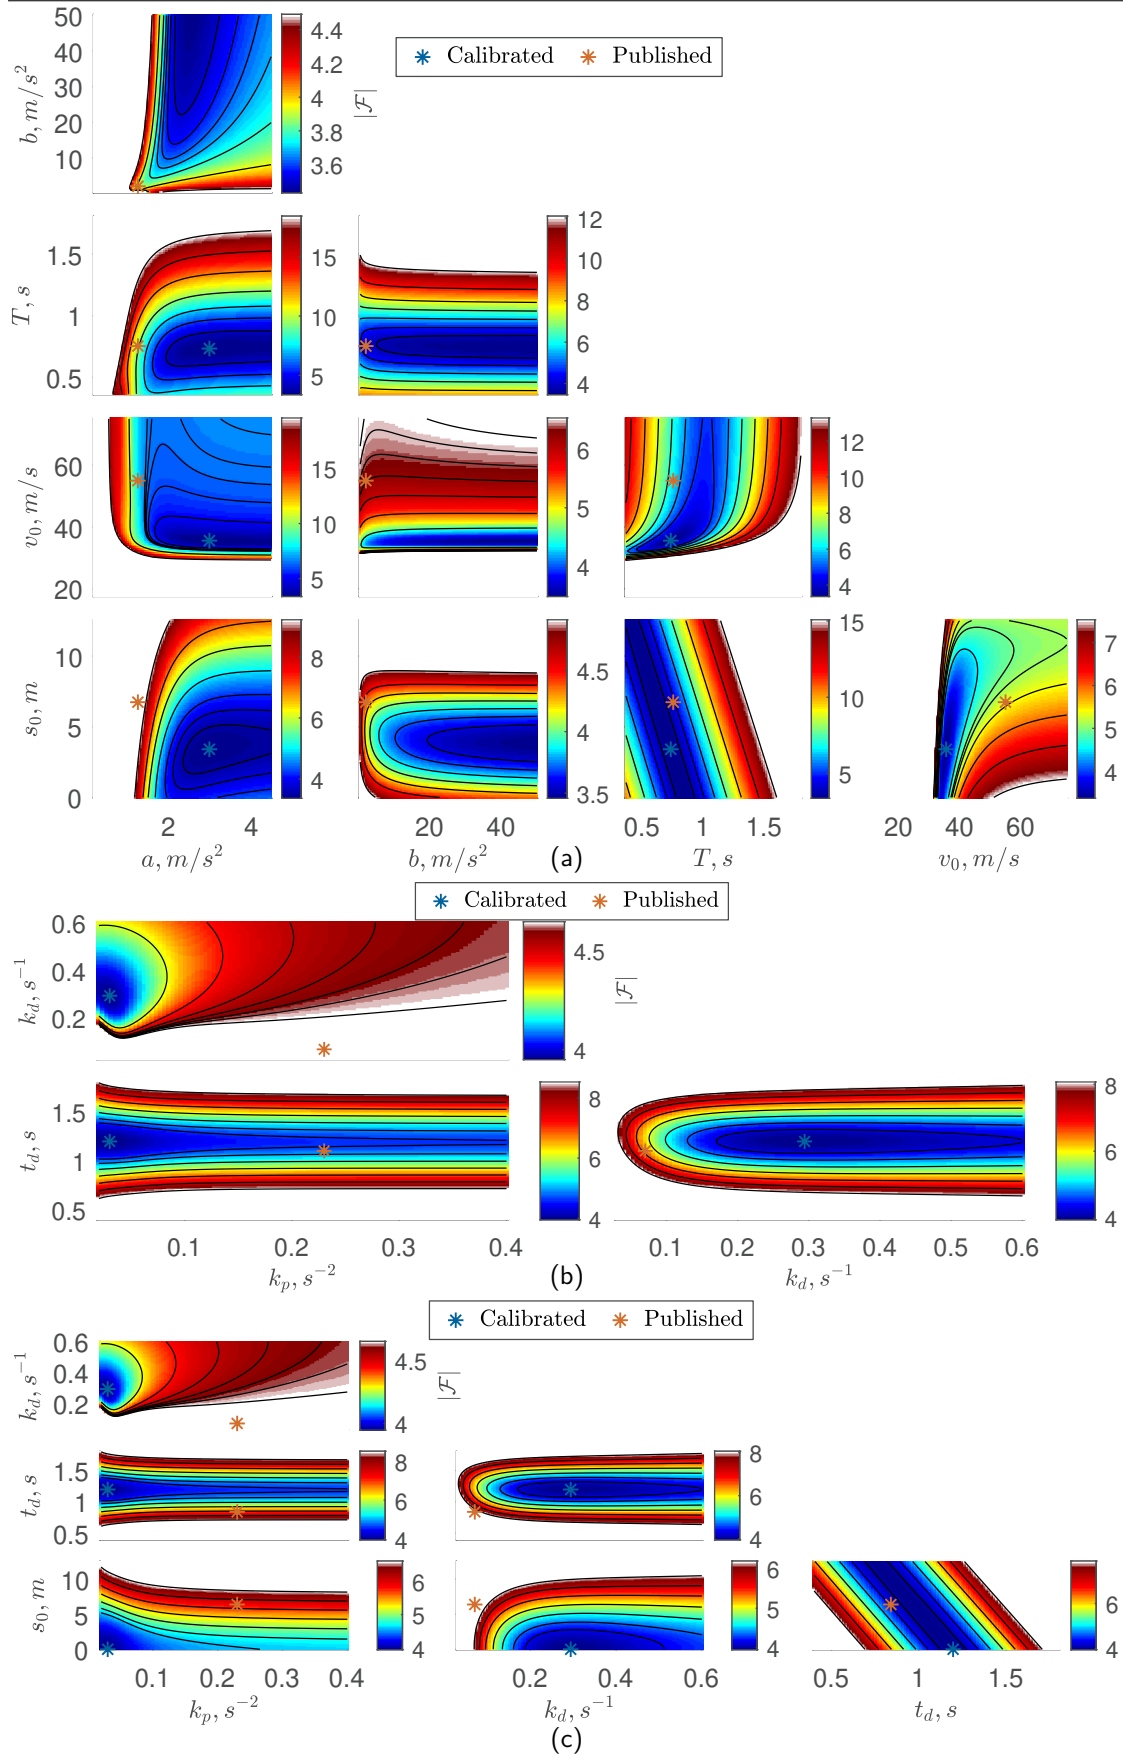 Calibrated Published
50
40
30
20
10
b, m/s²
4.4
4.2
4
3.8
3.6
|F|
1.5
1
0.5
T, s
15
10
5
12
10
8
6
4
60
40
20
v₀, m/s
15
10
5
6
5
4
12
10
8
6
4
10
5
0
s₀, m
8
6
4
4.5
4
3.5
15
10
5
7
6
5
4
2 4
20 40
0.5 1 1.5
20 40 60
a, m/s²
b, m/s²
T, s
v₀, m/s
(a)
Calibrated Published
0.6
0.4
0.2
k_d, s⁻¹
4.5
4
|F|
1.5
1
0.5
t_d, s
8
6
4
8
6
4
0.1 0.2 0.3 0.4
0.1 0.2 0.3 0.4 0.5 0.6
k_p, s⁻²
k_d, s⁻¹
(b)
Calibrated Published
0.6
0.4
0.2
k_d, s⁻¹
4.5
4
|F|
1.5
1
0.5
t_d, s
8
6
4
8
6
4
10
5
0
s₀, m
6
5
4
6
5
4
6
4
0.1 0.2 0.3 0.4
0.2 0.4 0.6
0.5 1 1.5
k_p, s⁻²
k_d, s⁻¹
t_d, s
(c)